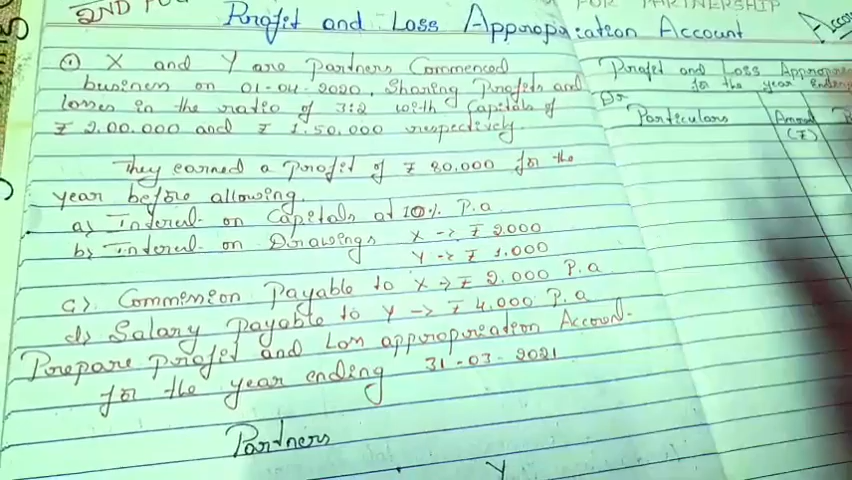 2ND
FOR PARTNERSHIP
Profit and Loss Appropriation Account
① X and Y are partners Commenced
business on 01-04-2020, Sharing Profits and
losses in the ratio of 3:2 with Capitals of
₹ 2,00,000 and ₹ 1,50,000 respectively.
They earned a profit of ₹ 80,000 for the
year before allowing.
a) Interest on Capitals at 10% P.a
b) Interest on Drawings X -> ₹ 2,000
Y -> ₹ 1,000
c). Commission Payable to X -> ₹ 2,000 P.a
d) Salary payable to Y -> ₹ 4,000 P.a
Prepare profit and Loss appropriation Account
for the year ending 31-03-2021
Partners
Y
Profit and Loss Appropr
for the year ending
Dr
Particulars
Amount
(₹)